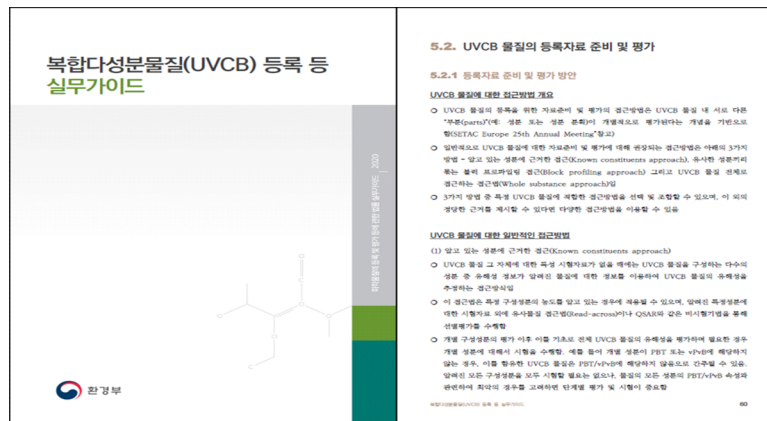 복합다성분물질(UVCB) 등록 등
실무가이드
화학물질의 등록 및 평가 등에 관한 법률 실무가이드
2022
환경부
5.2. UVCB 물질의 등록자료 준비 및 평가
5.2.1 등록자료 준비 및 평가 방안
UVCB 물질에 대한 접근방법 개요
○ UVCB 물질의 등록을 위한 자료준비 및 평가의 접근방법은 UVCB 물질 내 서로 다른
"부분(parts)"(예: 성분 또는 성분 분획)이 개별적으로 평가된다는 개념을 기반으로
함(SETAC Europe 25th Annual Meeting"참고)
○ 일반적으로 UVCB 물질에 대한 자료준비 및 평가에 대해 권장되는 접근방법은 아래의 3가지
방법 - 알고 있는 성분에 근거한 접근(Known constituents approach), 유사한 성분끼리
묶는 블럭 프로파일링 접근(Block profiling approach) 그리고 UVCB 물질 전체로
접근하는 접근법(Whole substance approach)임
○ 3가지 방법 중 특정 UVCB 물질에 적합한 접근방법을 선택 및 조합할 수 있으며, 이 외의
정당한 근거를 제시할 수 있다면 다양한 접근방법을 이용할 수 있음
UVCB 물질에 대한 일반적인 접근방법
(1) 알고 있는 성분에 근거한 접근(Known constituents approach)
○ UVCB 물질 그 자체에 대한 특성 시험자료가 없을 때에는 UVCB 물질을 구성하는 다수의
성분 중 유해성 정보가 알려진 물질에 대한 정보를 이용하여 UVCB 물질의 유해성을
추정하는 접근방식임
○ 이 접근법은 특정 구성성분의 농도를 알고 있는 경우에 적용될 수 있으며, 알려진 특정성분에
대한 시험자료 외에 유사물질 접근법(Read-across)이나 QSAR와 같은 비시험기법을 통해
선별평가를 수행함
○ 개별 구성성분의 평가 이후 이를 기초로 전체 UVCB 물질의 유해성을 평가하며 필요한 경우
개별 성분에 대해서 시험을 수행함. 예를 들어 개별 성분이 PBT 또는 vPvB에 해당하지
않는 경우, 이를 함유한 UVCB 물질은 PBT/vPvB에 해당하지 않음으로 간주될 수 있음.
알려진 모든 구성성분을 모두 시험할 필요는 없으나, 물질의 모든 성분의 PBT/vPvB 속성과
관련하여 최악의 경우를 고려하면 단계별 평가 및 시험이 중요함
복합다성분물질(UVCB) 등록 등 실무가이드
60